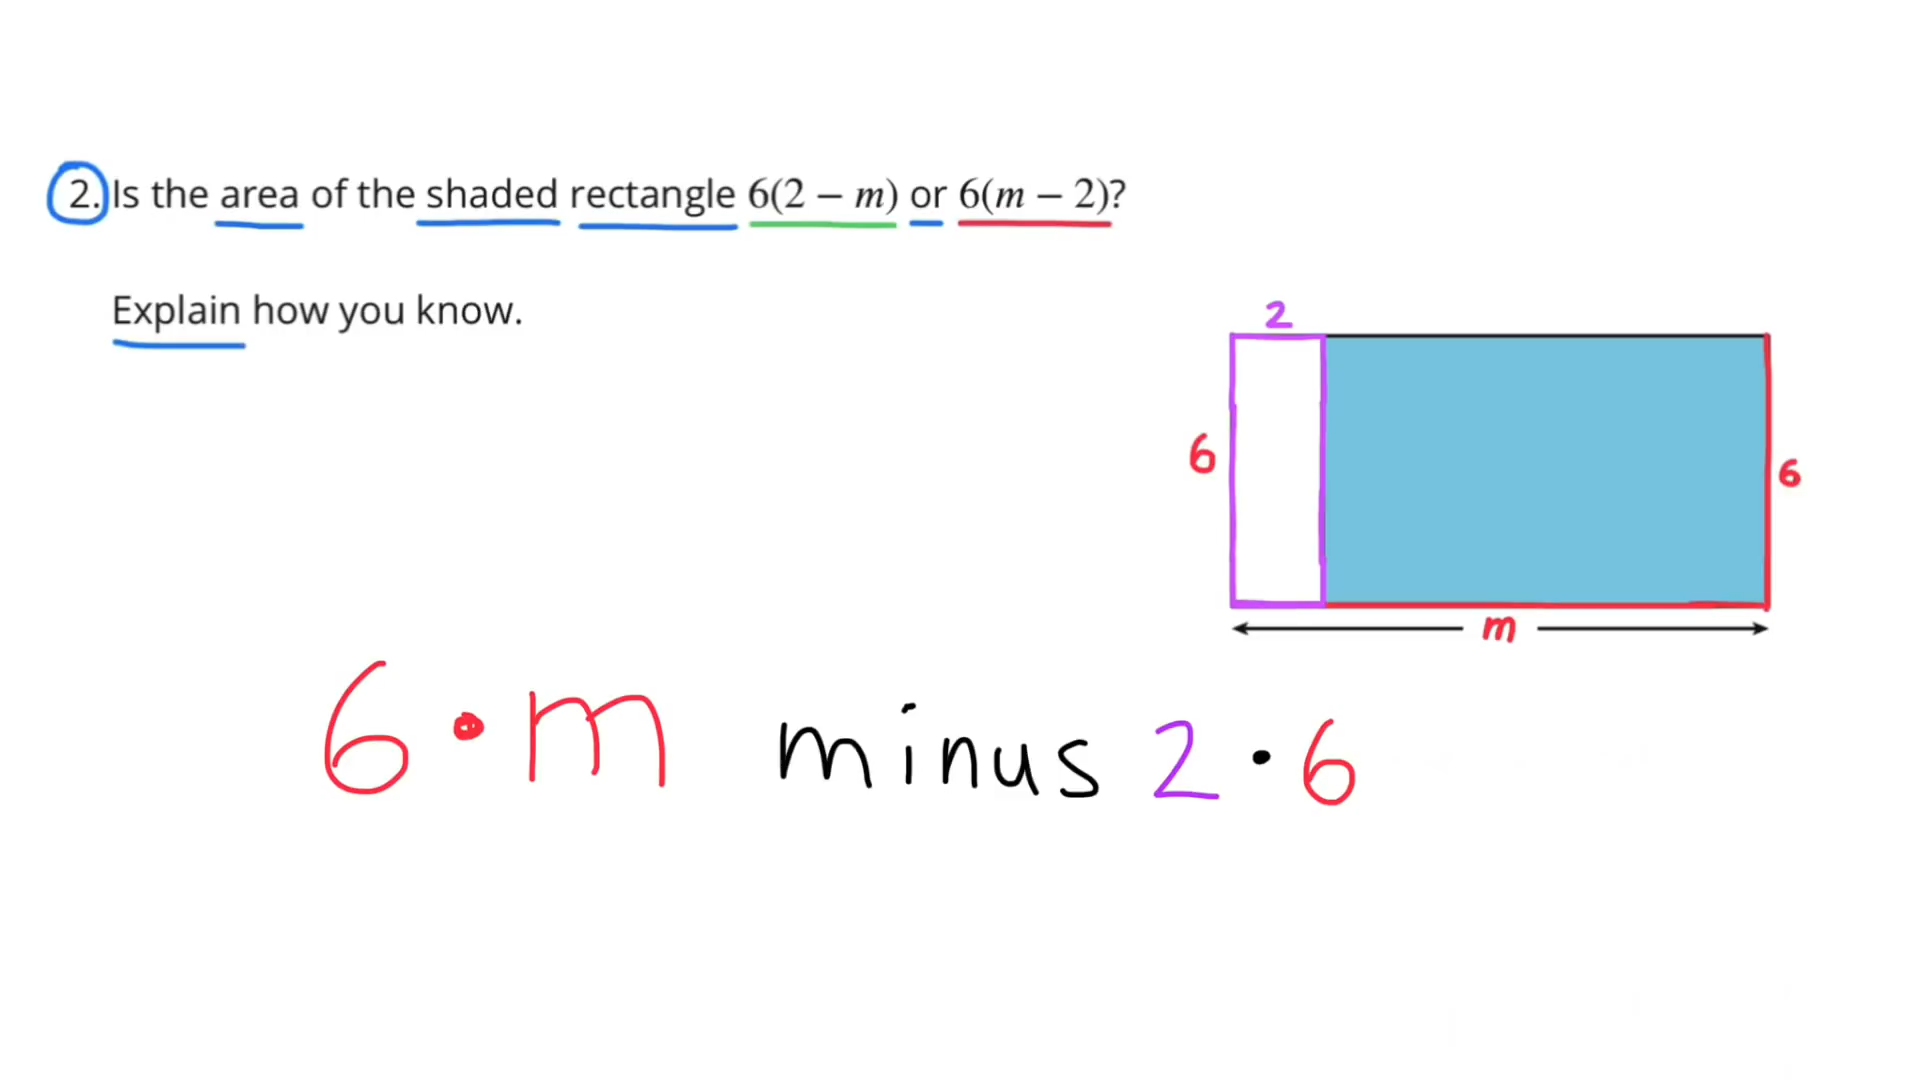 2. Is the area of the shaded rectangle 6(2 – m) or 6(m – 2)?
Explain how you know.
2
6
6
m
6 • m minus 2 • 6